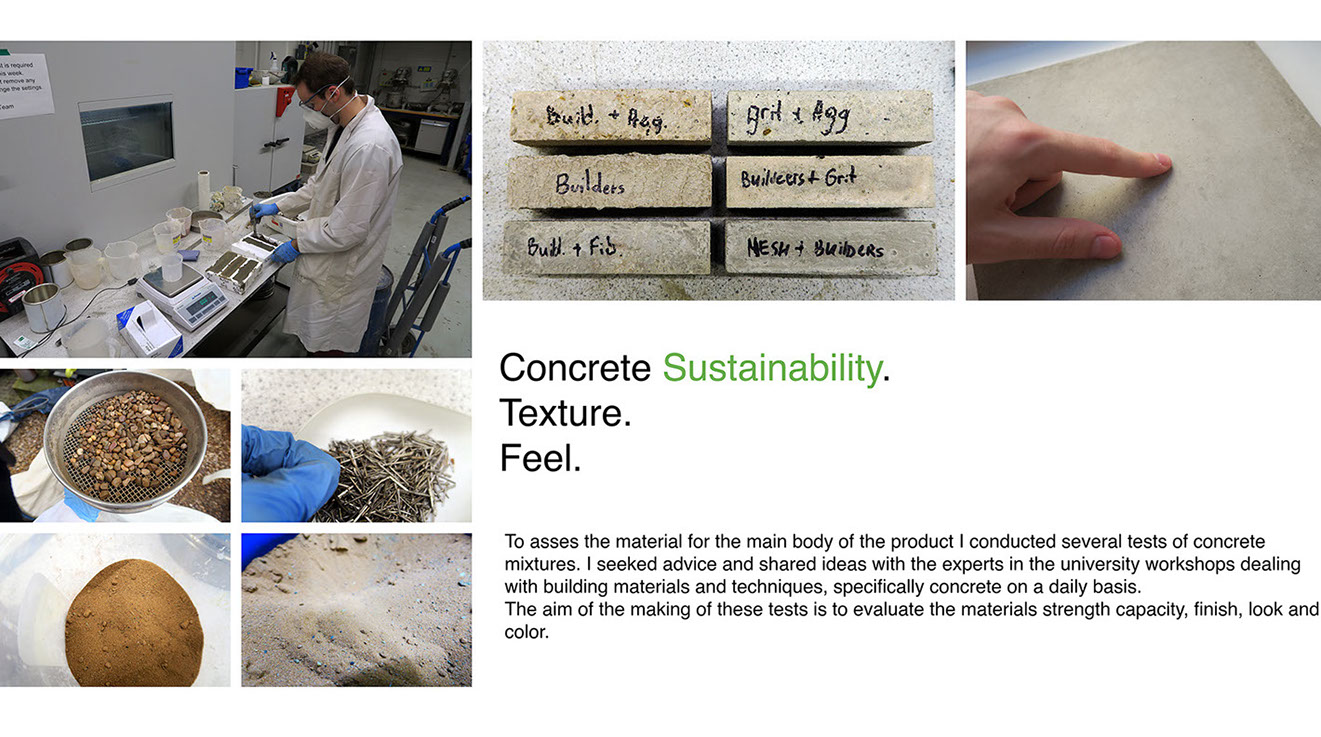 t is required
his week.
t remove any
nge the settings
Team
Build. + Agg.
Grit + Agg
Builders
Builders + Grit
Build. + Fib.
MESH + BUilDERS
Concrete Sustainability.
Texture.
Feel.
To asses the material for the main body of the product I conducted several tests of concrete
mixtures. I seeked advice and shared ideas with the experts in the university workshops dealing
with building materials and techniques, specifically concrete on a daily basis.
The aim of the making of these tests is to evaluate the materials strength capacity, finish, look and
color.